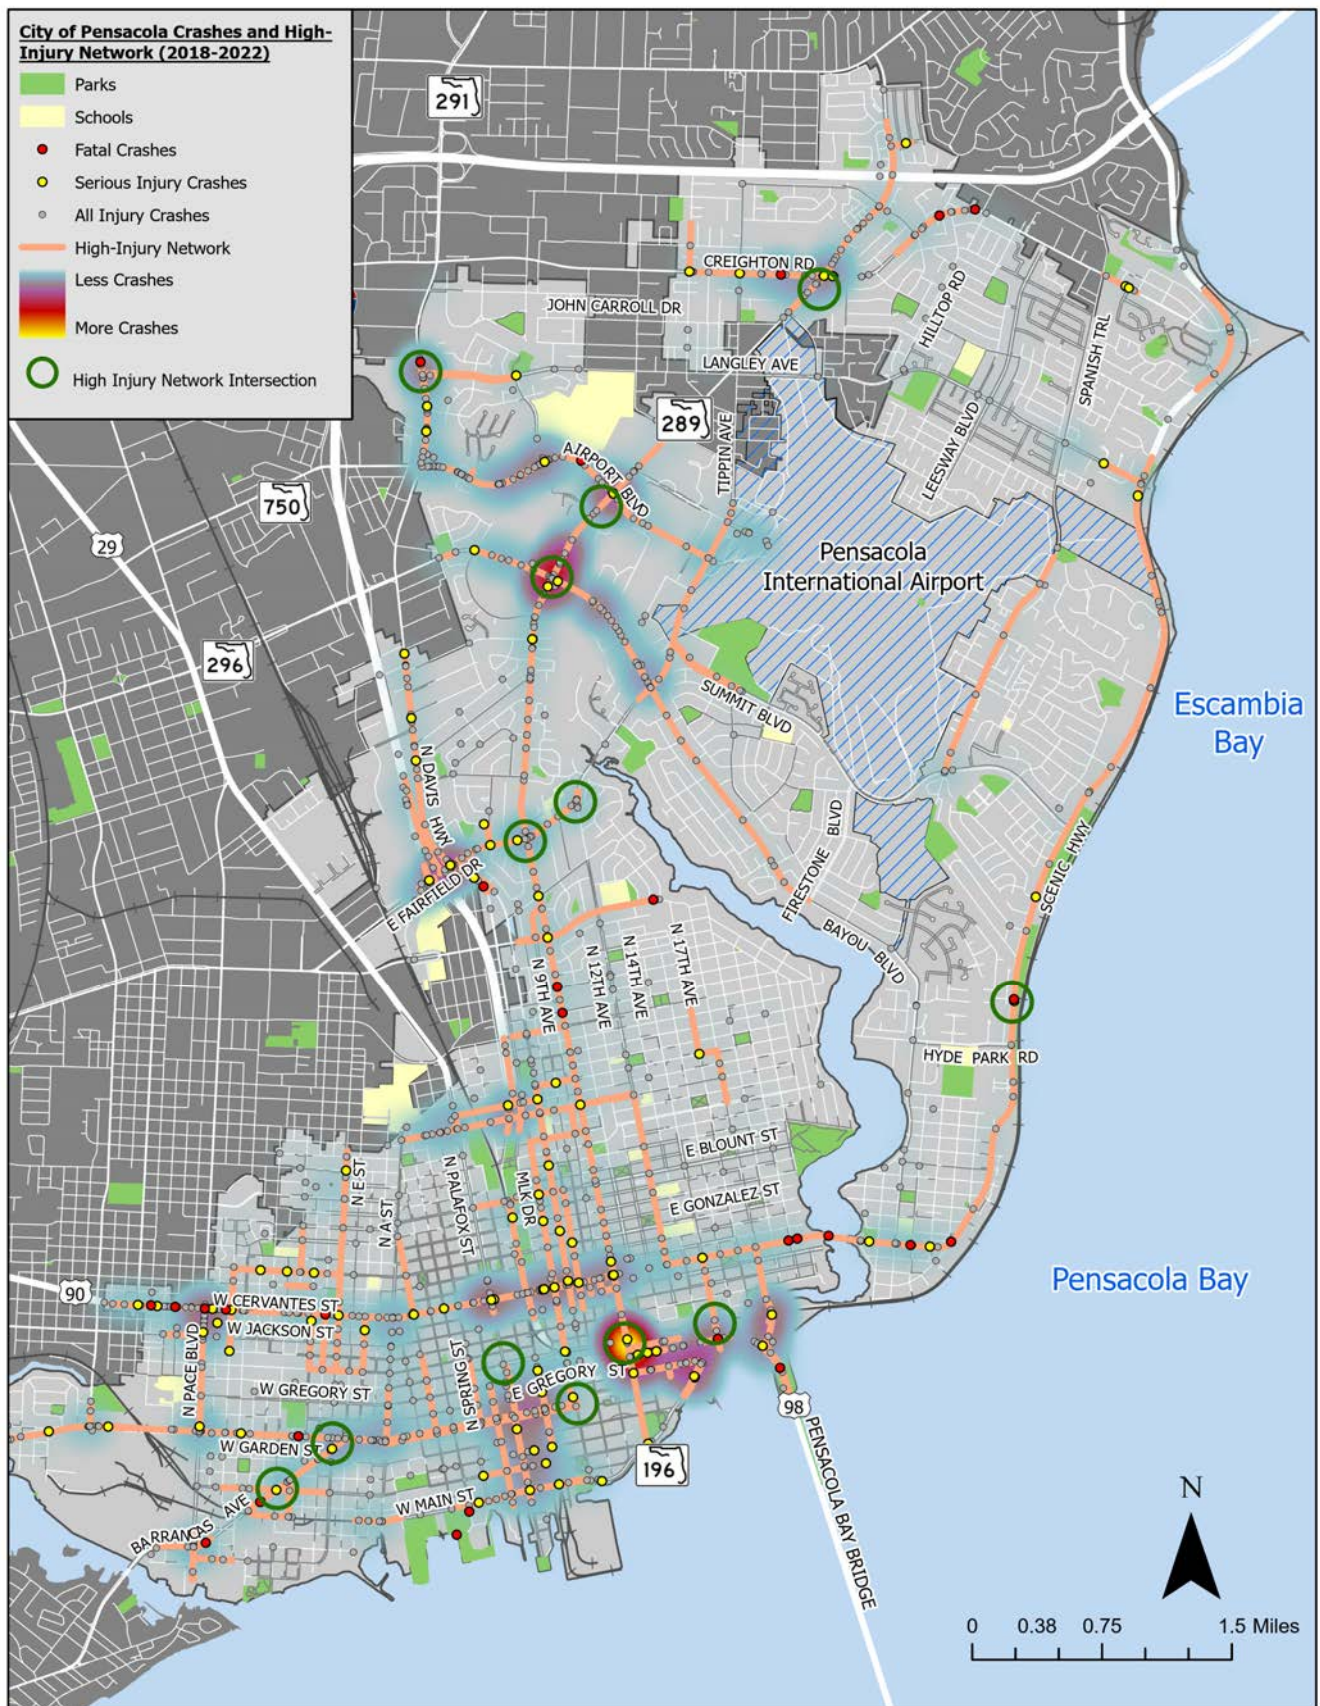 City of Pensacola Crashes and High-
Injury Network (2018-2022)
Parks
Schools
Fatal Crashes
Serious Injury Crashes
All Injury Crashes
High-Injury Network
Less Crashes
More Crashes
High Injury Network Intersection
291
CREIGHTON RD
JOHN CARROLL DR
HILLTOP RD
SPANISH TRL
LANGLEY AVE
289
TIPPIN AVE
LEESWAY BLVD
AIRPORT BLVD
750
29
Pensacola
International Airport
296
SUMMIT BLVD
Escambia
Bay
N DAVIS HWY
FIRESTONE BLVD
SCENIC HWY
E FAIRFIELD DR
BAYOU BLVD
N 9TH AVE
N 12TH AVE
N 14TH AVE
N 17TH AVE
HYDE PARK RD
E BLOUNT ST
N E ST
N A ST
N PALAFOX ST
MLK DR
E GONZALEZ ST
90
W CERVANTES ST
Pensacola Bay
W JACKSON ST
N PACE BLVD
W GREGORY ST
N SPRING ST
E GREGORY ST
98
W GARDEN ST
196
PENSACOLA BAY BRIDGE
W MAIN ST
BARRANCAS AVE
N
0 0.38 0.75 1.5 Miles